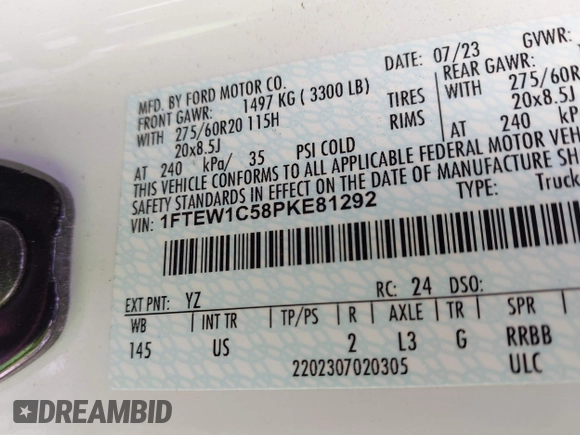 MFD. BY FORD MOTOR CO.
DATE: 07/23
GVWR:
FRONT GAWR: 1497 KG ( 3300 LB)
REAR GAWR:
WITH 275/60R20 115H TIRES
WITH 275/60R
20x8.5J RIMS
20x8.5J
AT 240 kPa/ 35 PSI COLD
AT 240
THIS VEHICLE CONFORMS TO ALL APPLICABLE FEDERAL MOTOR
SAFETY STANDARDS IN EFFECT ON THE DATE OF MANUFACTURE
VIN: 1FTEW1C58PKE81292
TYPE: Truck
EXT PNT: YZ
RC: 24 DSO:
WB INT TR TP/PS R AXLE TR SPR
145 US 2 L3 G RRBB
2202307020305 ULC
DREAMBID